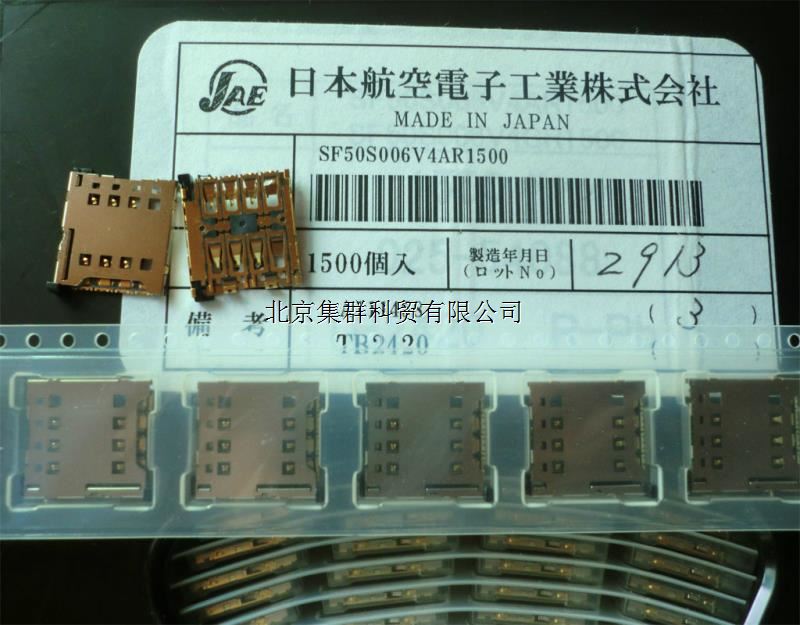 JAE 日本航空電子工業株式会社
MADE IN JAPAN
SF50S006V4AR1500
1500個入 製造年月日 2913
(ロットNo)
備考 (3)
北京集群科贸有限公司
TB2420 ( )